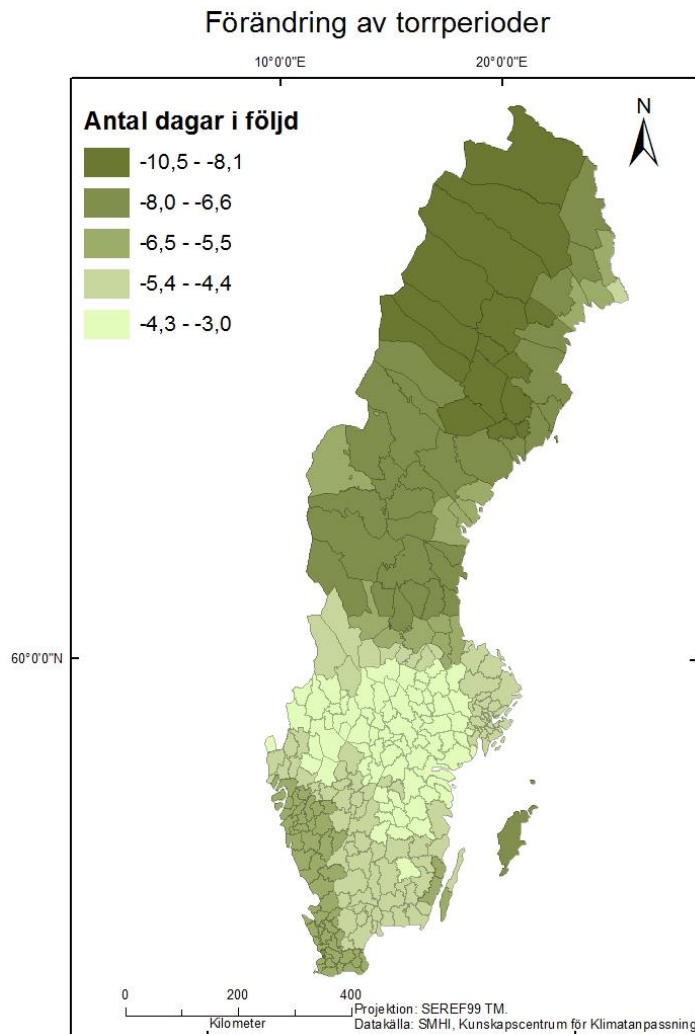 Förändring av torrperioder
10°0'0"E
20°0'0"E
N
Antal dagar i följd
-10,5 - -8,1
-8,0 - -6,6
-6,5 - -5,5
-5,4 - -4,4
-4,3 - -3,0
60°0'0"N
0
200
400
Kilometer
Projektion: SEREF99 TM.
Datakälla: SMHI, Kunskapscentrum för Klimatanpassning